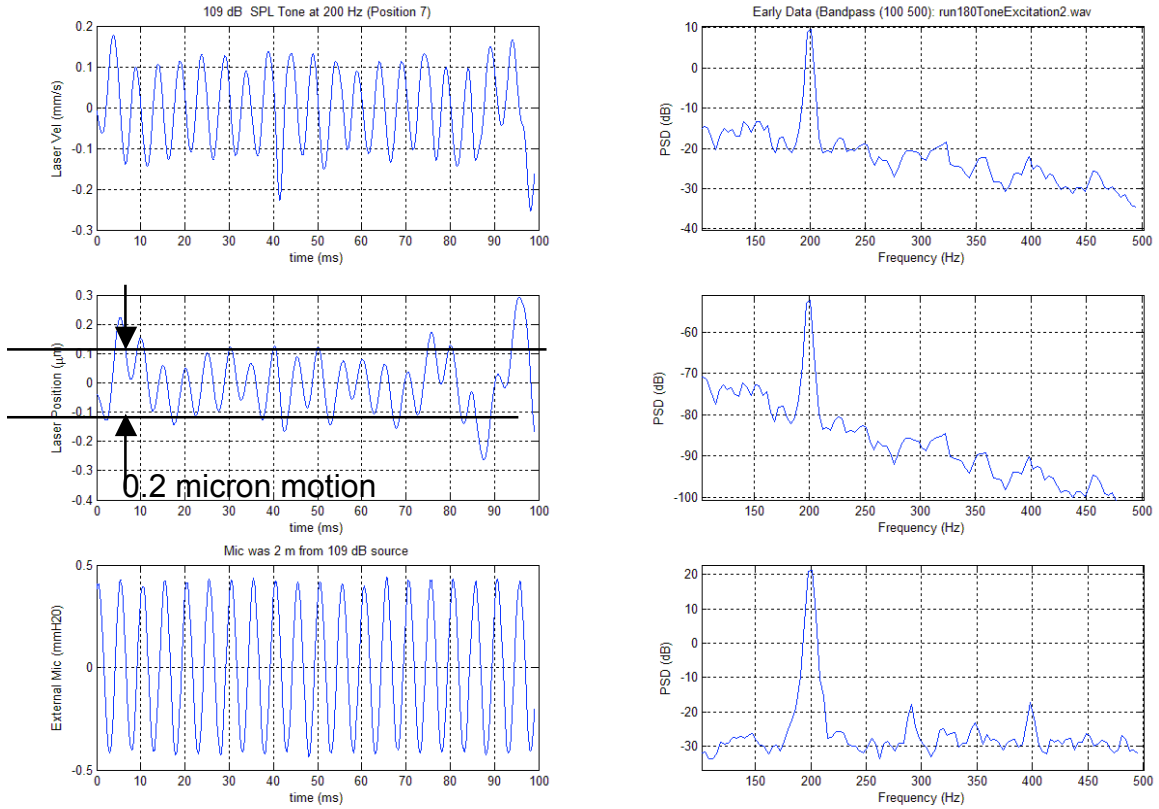 109 dB  SPL Tone at 200 Hz (Position 7)
Laser Vel (mm/s)
0.2
0.1
0
-0.1
-0.2
-0.3
0 10 20 30 40 50 60 70 80 90 100
time (ms)
Early Data (Bandpass (100 500): run180ToneExcitation2.wav
PSD (dB)
10
0
-10
-20
-30
-40
150 200 250 300 350 400 450 500
Frequency (Hz)
Laser Position (μm)
0.3
0.2
0.1
0
-0.1
-0.2
-0.3
-0.4
0.2 micron motion
0 10 20 30 40 50 60 70 80 90 100
time (ms)
PSD (dB)
-60
-70
-80
-90
-100
150 200 250 300 350 400 450 500
Frequency (Hz)
Mic was 2 m from 109 dB source
External Mic (mmH20)
0.5
0
-0.5
0 10 20 30 40 50 60 70 80 90 100
time (ms)
PSD (dB)
20
10
0
-10
-20
-30
150 200 250 300 350 400 450 500
Frequency (Hz)